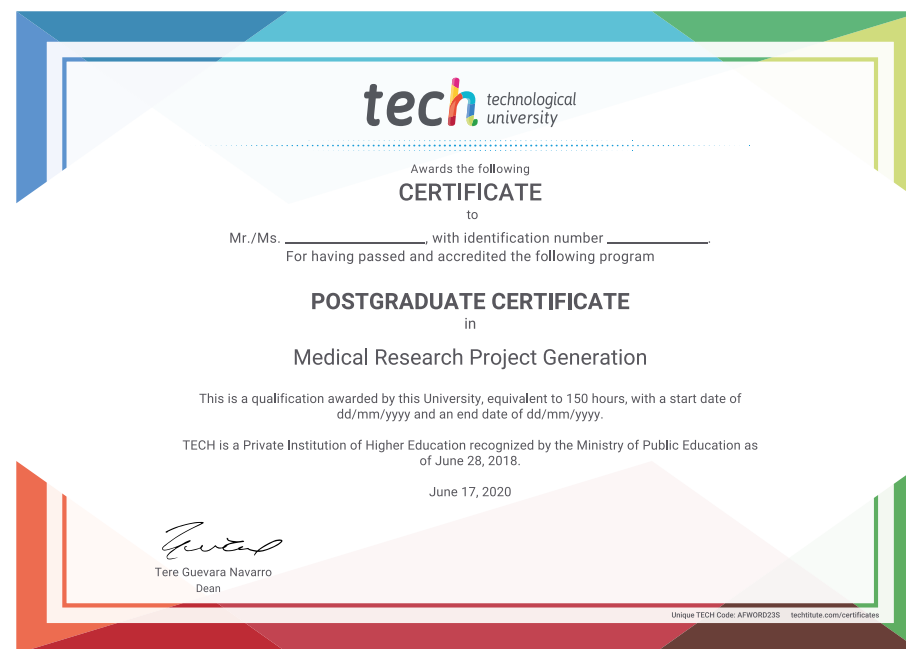 tech technological
university
Awards the following
CERTIFICATE
to
Mr./Ms. ____________________, with identification number ______________.
For having passed and accredited the following program
POSTGRADUATE CERTIFICATE
in
Medical Research Project Generation
This is a qualification awarded by this University, equivalent to 150 hours, with a start date of
dd/mm/yyyy and an end date of dd/mm/yyyy.
TECH is a Private Institution of Higher Education recognized by the Ministry of Public Education as
of June 28, 2018.
June 17, 2020
Tere Guevara Navarro
Dean
Unique TECH Code: AFWORD23S techtitute.com/certificates